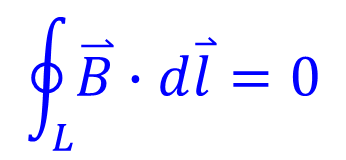 ∮_L B⃗ · dl⃗ = 0